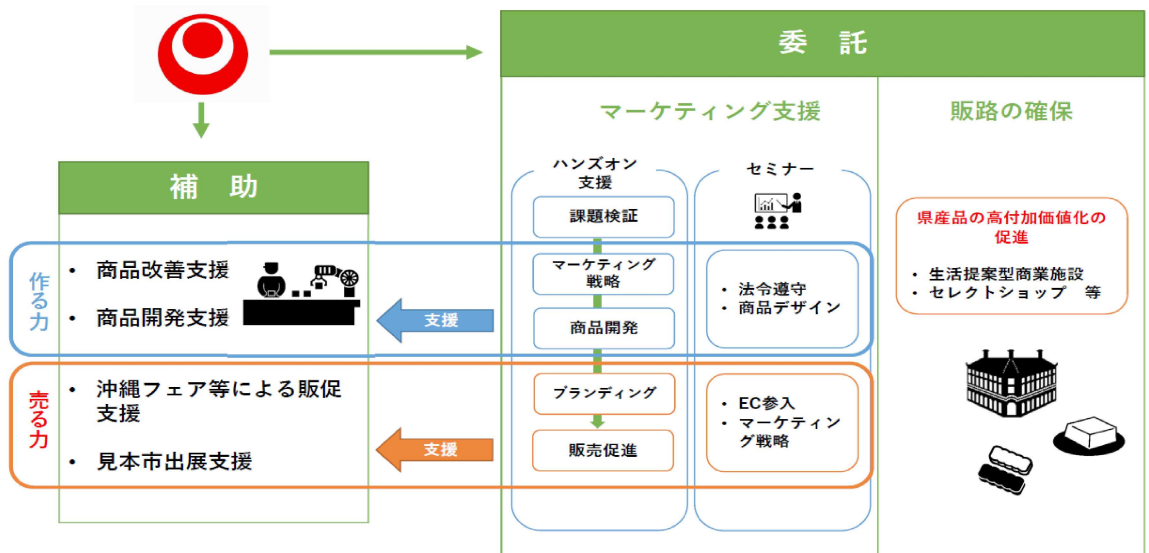 委 託
マーケティング支援
販路の確保
補 助
ハンズオン
支援
課題検証
マーケティング
戦略
商品開発
ブランディング
販売促進
セミナー
・法令遵守
・商品デザイン
・EC参入
・マーケティン
グ戦略
県産品の高付加価値化の
促進
・生活提案型商業施設
・セレクトショップ 等
作る力
・商品改善支援
・商品開発支援
支援
売る力
・沖縄フェア等による販促
支援
・見本市出展支援
支援